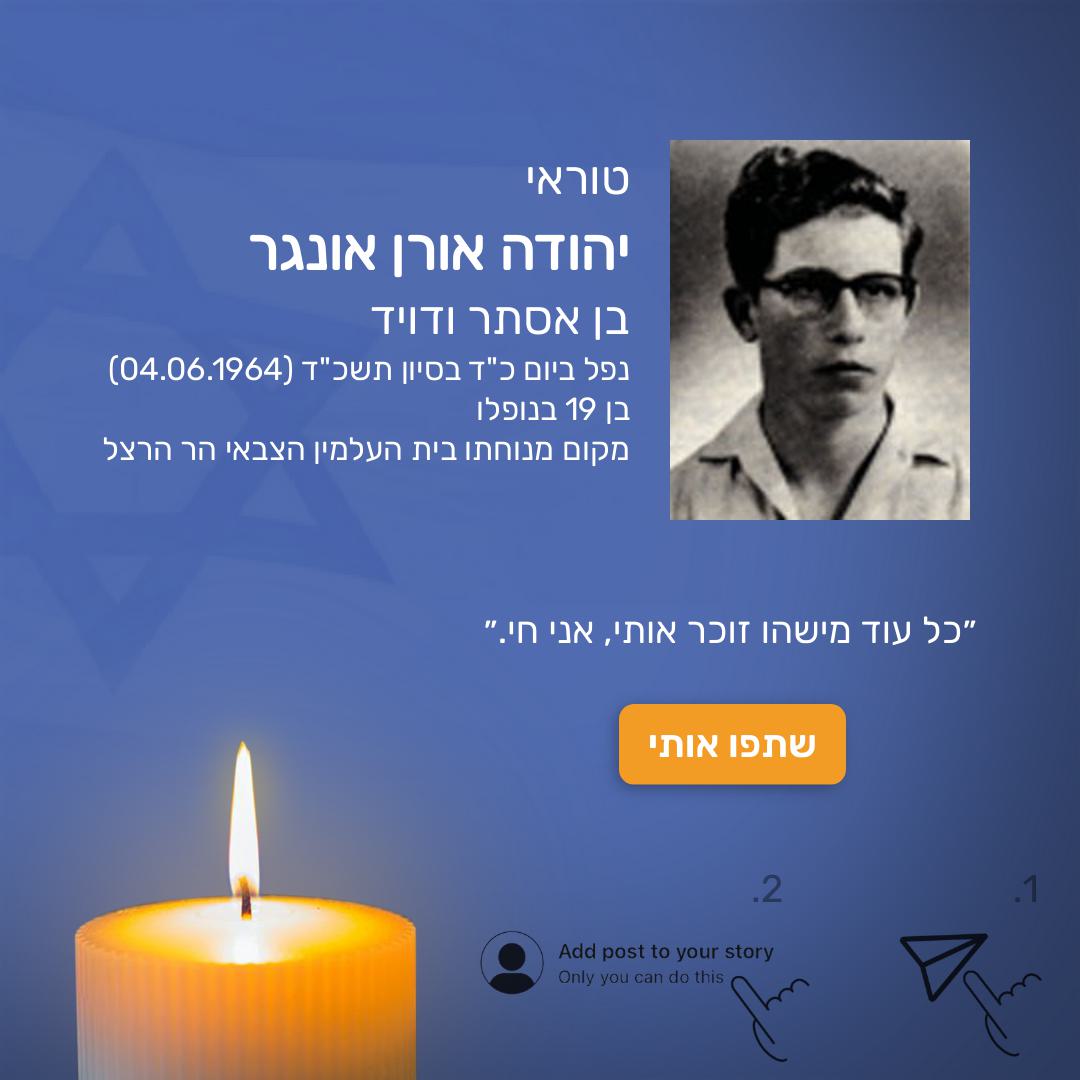 טוראי
יהודה אורן אונגר
בן אסתר ודויד
נפל ביום כ"ד בסיון תשכ"ד (04.06.1964)
בן 19 בנופלו
מקום מנוחתו בית העלמין הצבאי הר הרצל
״כל עוד מישהו זוכר אותי, אני חי.״
שתפו אותי
1.
2.
Add post to your story
Only you can do this